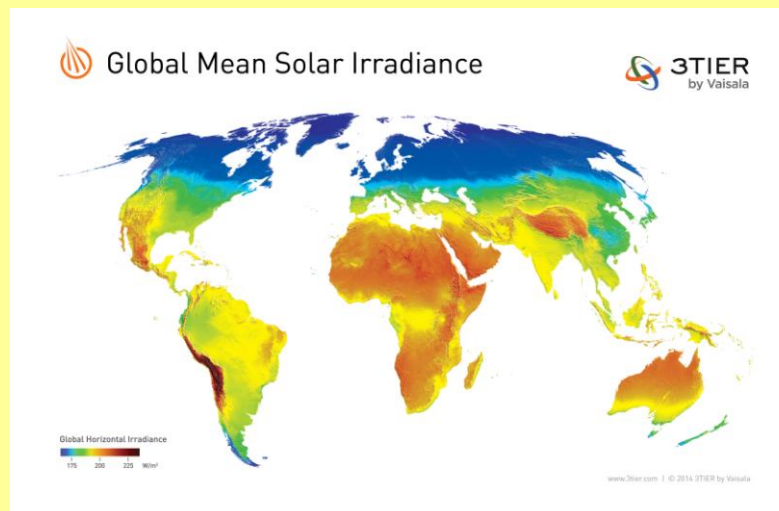 Global Mean Solar Irradiance
3TIER
by Vaisala
Global Horizontal Irradiance
175 200 225 W/m²
www.3tier.com | © 2014 3TIER by Vaisala